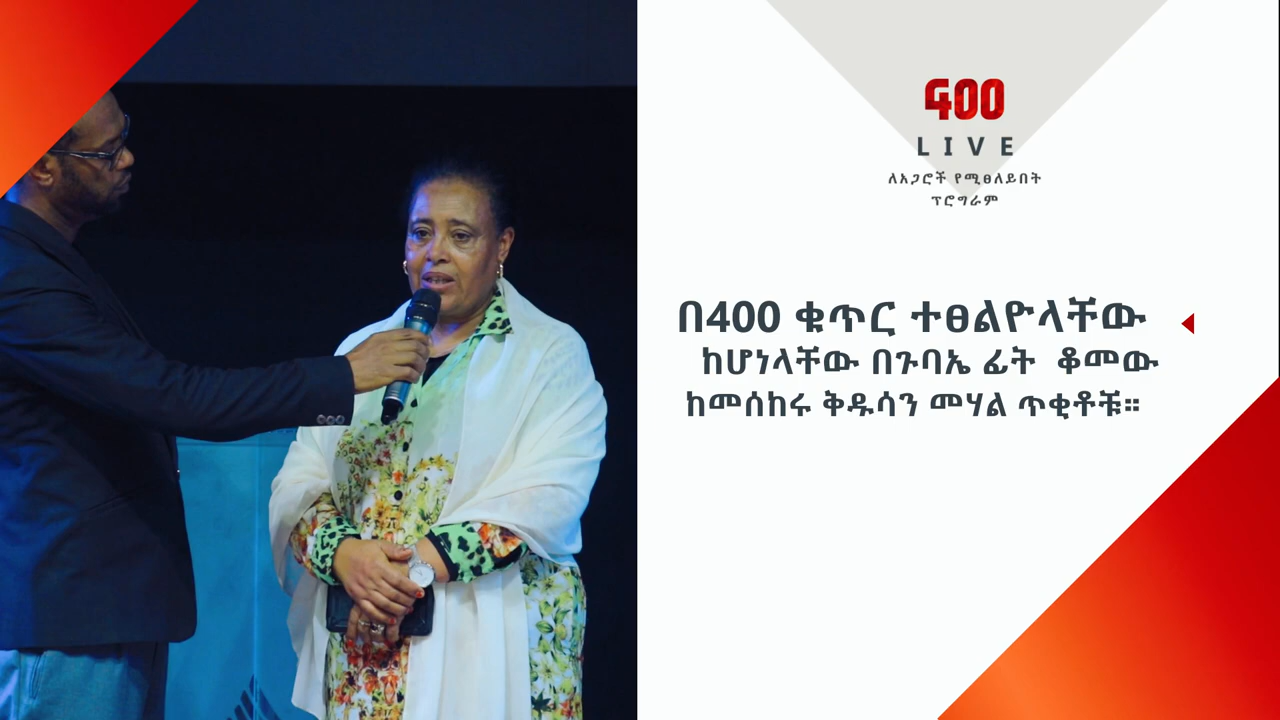 400
LIVE
ለአጋሮች የሚፀለይበት
ፕሮግራም
በ400 ቁጥር ተፀልዮላቸው
ከሆነላቸው በጉባኤ ፊት ቆመው
ከመሰከሩ ቅዱሳን መሃል ጥቂቶቹ።